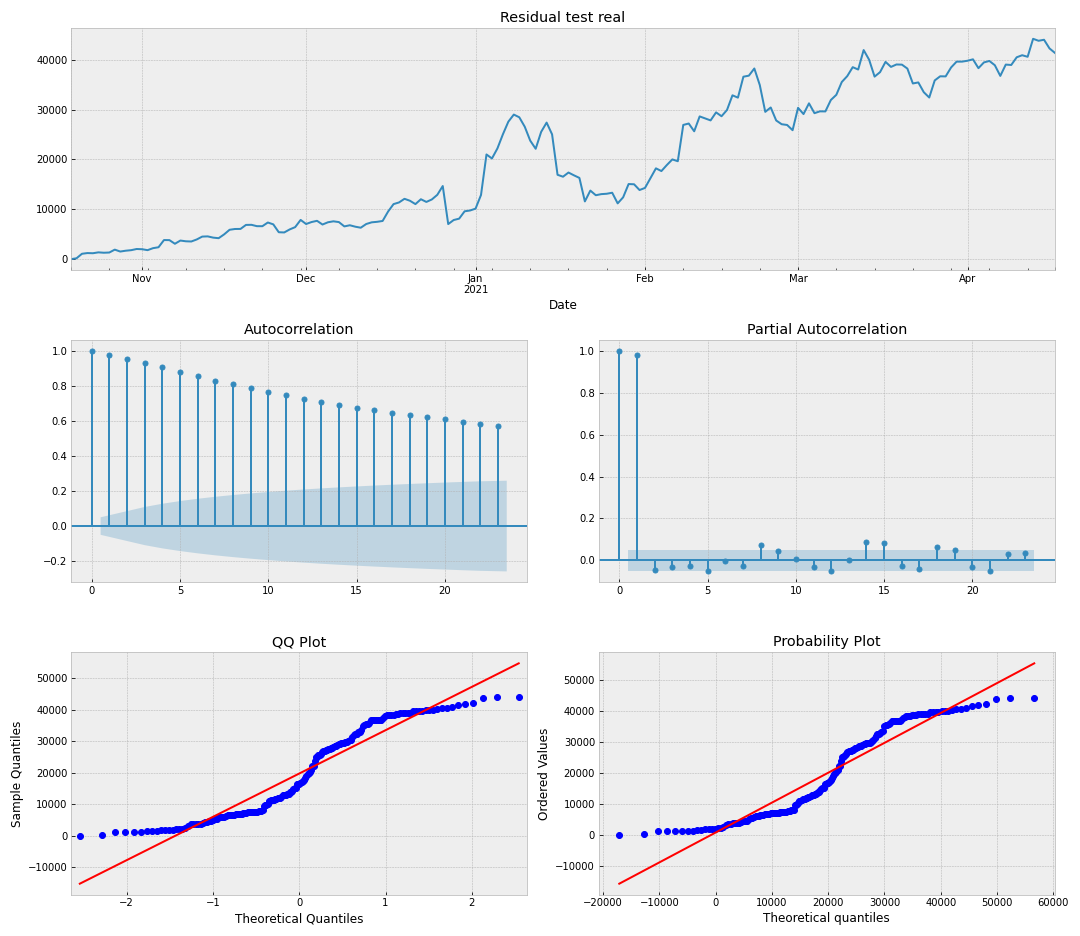 Residual test real
40000
30000
20000
10000
0
Nov Dec Jan Feb Mar Apr
2021
Date
Autocorrelation
1.0
0.8
0.6
0.4
0.2
0.0
−0.2
0 5 10 15 20
Partial Autocorrelation
1.0
0.8
0.6
0.4
0.2
0.0
0 5 10 15 20
QQ Plot
Sample Quantiles
50000
40000
30000
20000
10000
0
−10000
−2 −1 0 1 2
Theoretical Quantiles
Probability Plot
Ordered Values
50000
40000
30000
20000
10000
0
−10000
−20000 −10000 0 10000 20000 30000 40000 50000 60000
Theoretical quantiles